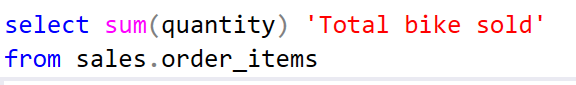 select sum(quantity) 'Total bike sold'
from sales.order_items